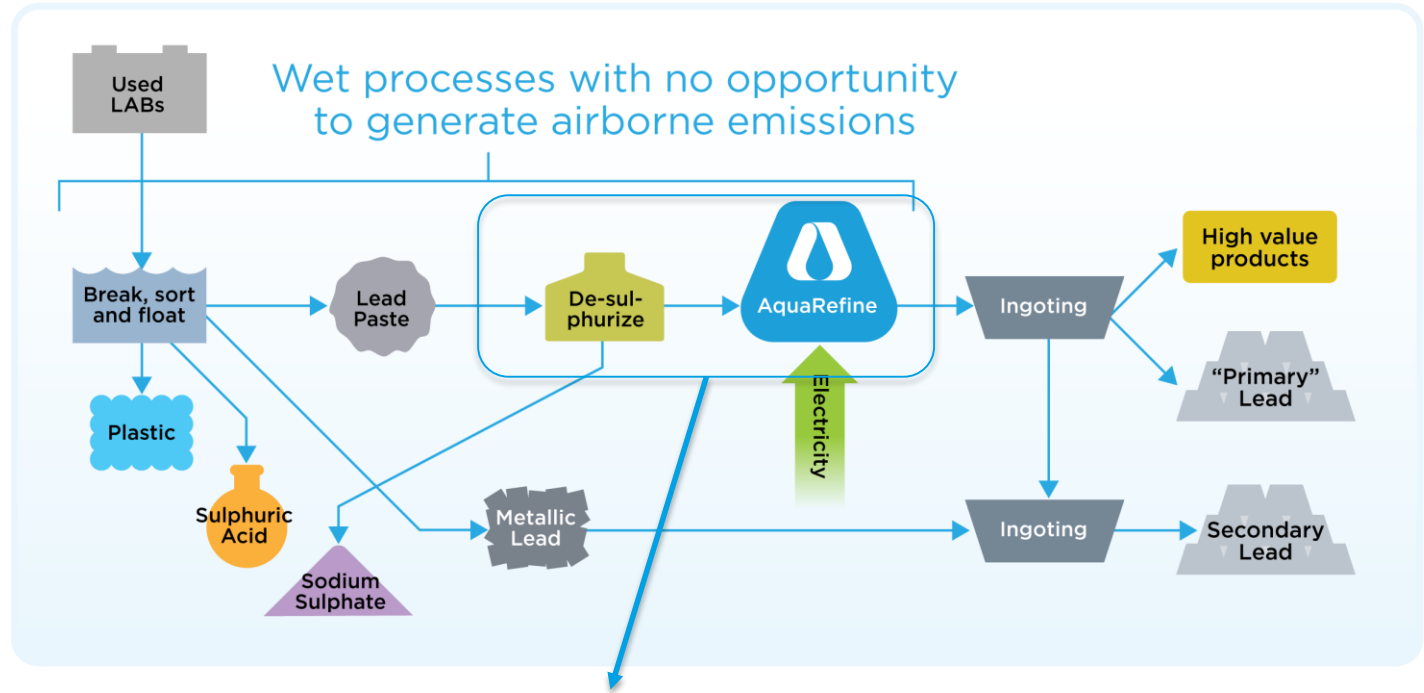 Used
LABs
Wet processes with no opportunity
to generate airborne emissions
Break, sort
and float
Lead
Paste
De-sul-
phurize
AquaRefine
Ingoting
High value
products
"Primary"
Lead
Electricity
Plastic
Sulphuric
Acid
Sodium
Sulphate
Metallic
Lead
Ingoting
Secondary
Lead